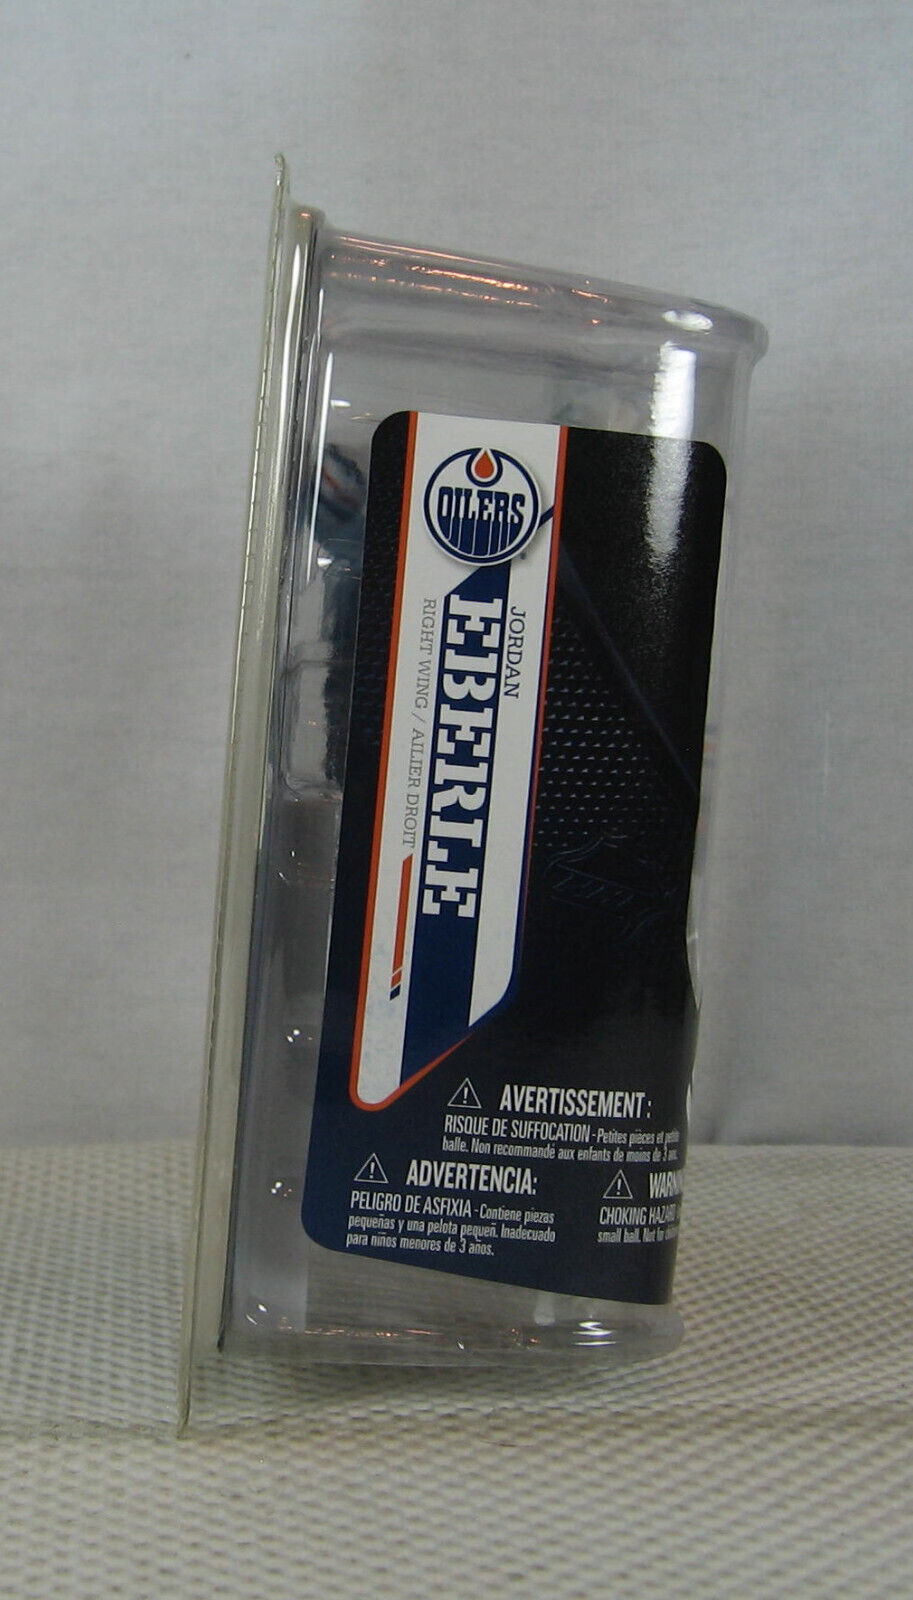 OILERS
JORDAN
EBERLE
RIGHT WING / AILIER DROIT
AVERTISSEMENT:
RISQUE DE SUFFOCATION - Petites pièces et petite
balle. Non recommandé aux enfants de moins de 3 ans.
ADVERTENCIA:
PELIGRO DE ASFIXIA - Contiene piezas
pequeñas y una pelota pequeñ. Inadecuado
para niños menores de 3 años.
CHOKING
small ball. Not for